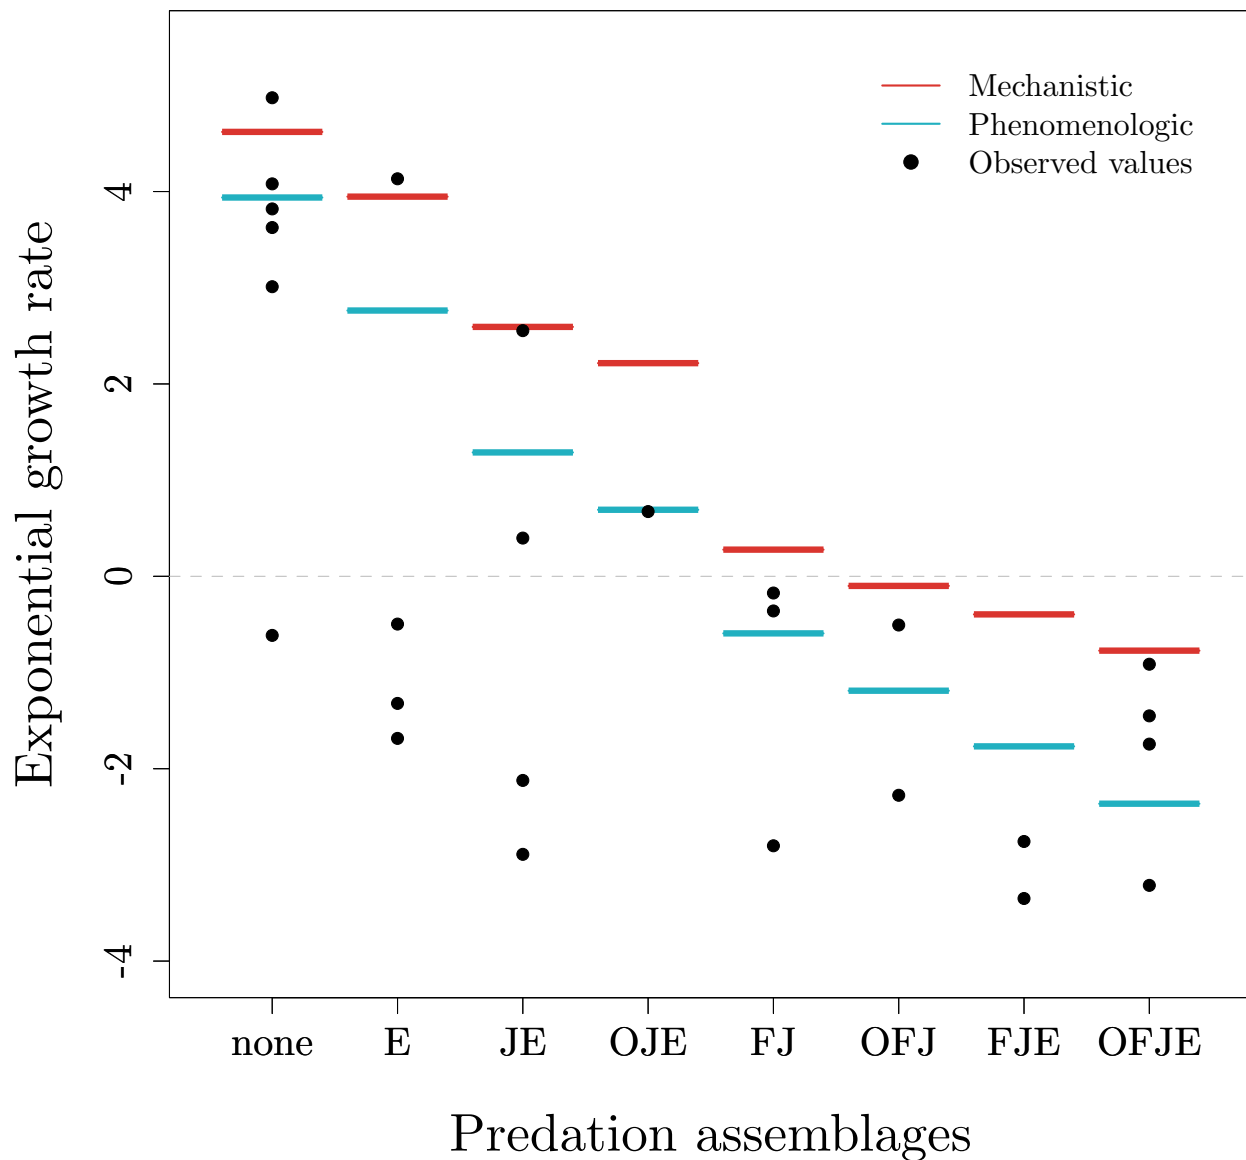 Mechanistic
Phenomenologic
Observed values
Exponential growth rate
4
2
0
-2
-4
none E JE OJE FJ OFJ FJE OFJE
Predation assemblages